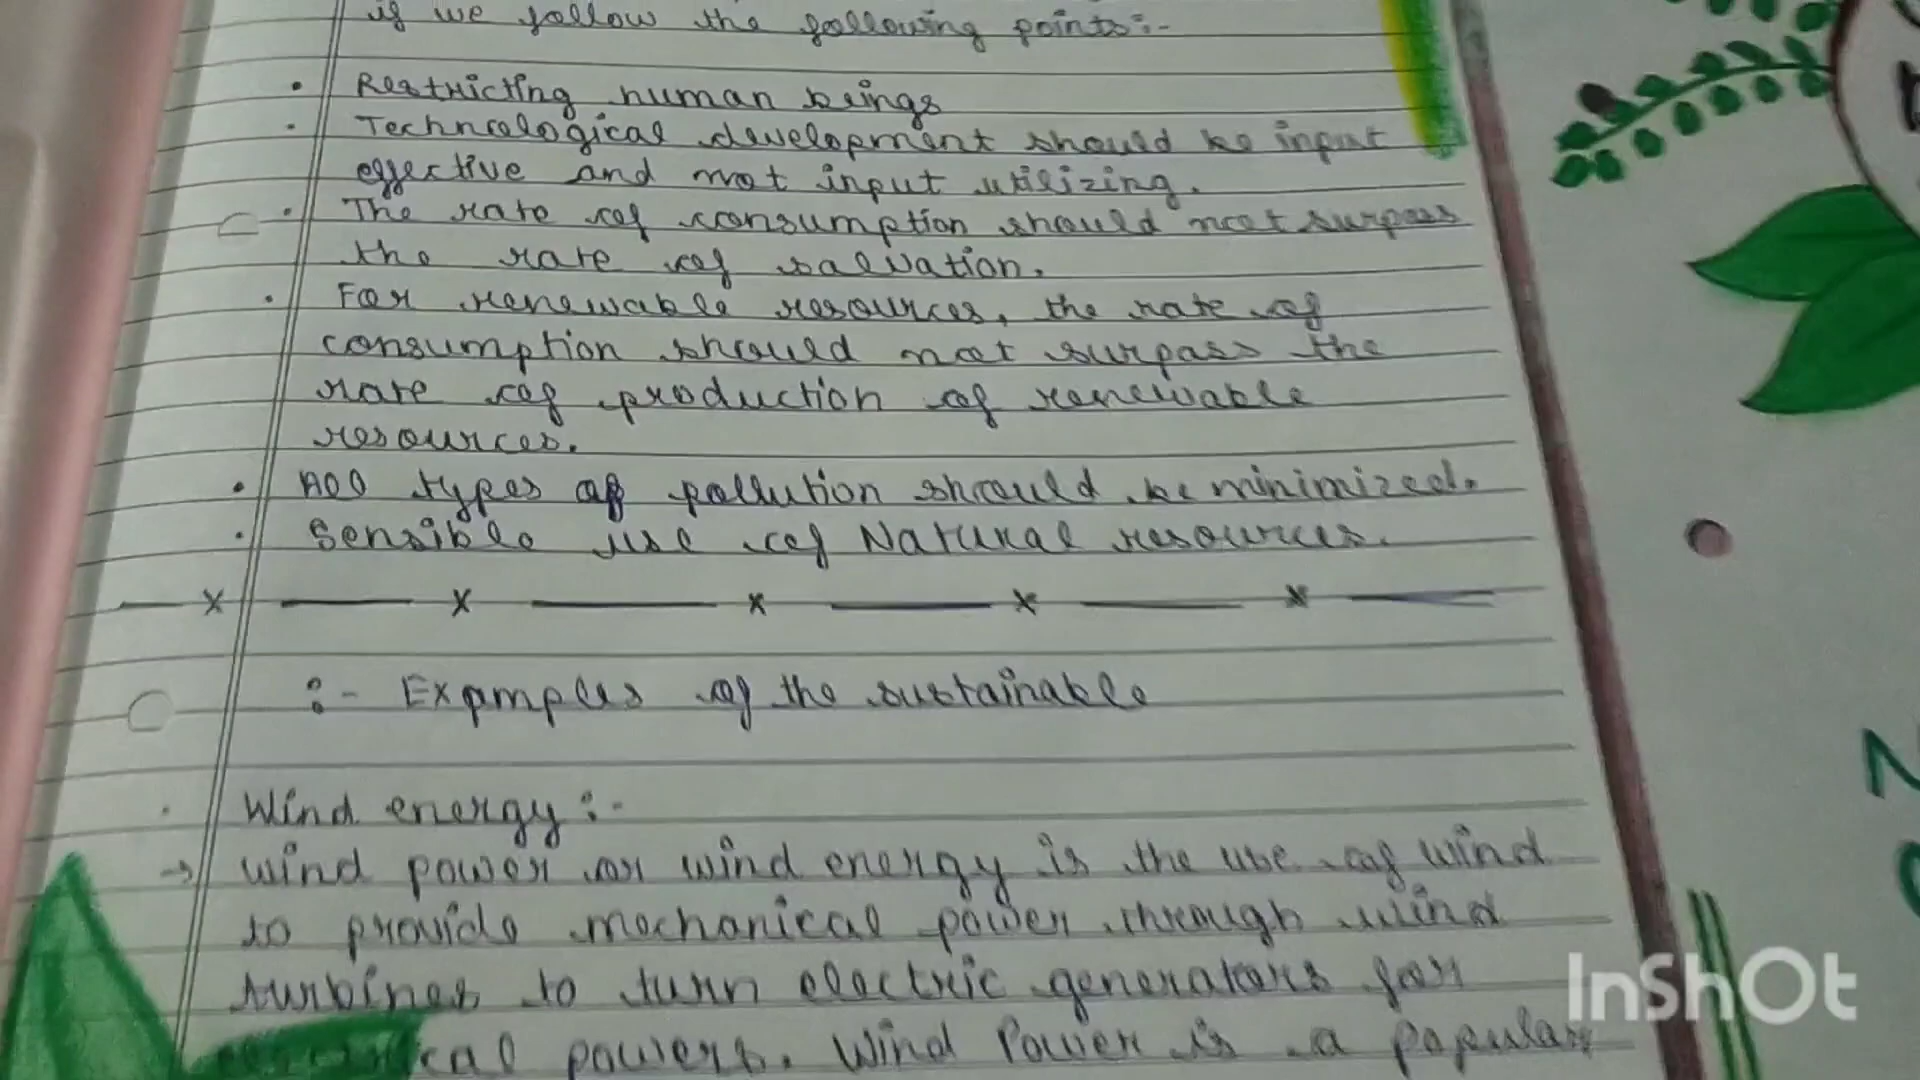 if we follow the following points:-
• Restricting human beings
• Technological development should be input
effective and not input utilizing.
• The rate of consumption should not surpass
the rate of salvation.
• For renewable resources, the rate of
consumption should not surpass the
rate of production of renewable
resources.
• All types of pollution should be minimized.
• Sensible use of Natural resources.
— x — x — x — x — x —
:- Examples of the sustainable
• Wind energy :-
→ wind power or wind energy is the use of wind
to provide mechanical power through wind
turbines to turn electric generators for
powers. Wind Power is a popular
InShOt